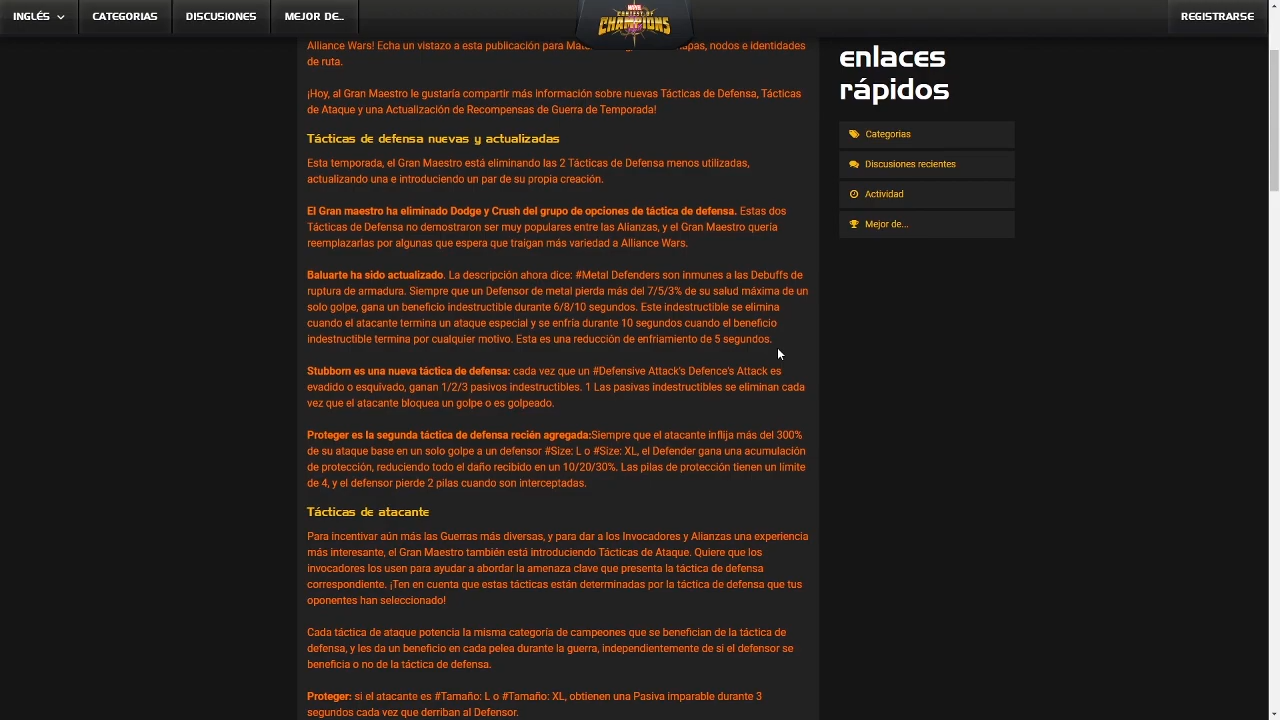 INGLÉS CATEGORIAS DISCUSIONES MEJOR DE... MARVEL CONTEST OF CHAMPIONS REGISTRARSE
Alliance Wars! Echa un vistazo a esta publicación para apas, nodos e identidades
de ruta.
¡Hoy, al Gran Maestro le gustaría compartir más información sobre nuevas Tácticas de Defensa, Tácticas
de Ataque y una Actualización de Recompensas de Guerra de Temporada!
Tácticas de defensa nuevas y actualizadas
Esta temporada, el Gran Maestro está eliminando las 2 Tácticas de Defensa menos utilizadas,
actualizando una e introduciendo un par de su propia creación.
El Gran maestro ha eliminado Dodge y Crush del grupo de opciones de táctica de defensa. Estas dos
Tácticas de Defensa no demostraron ser muy populares entre las Alianzas, y el Gran Maestro quería
reemplazarlas por algunas que espera que traigan más variedad a Alliance Wars.
Baluarte ha sido actualizado. La descripción ahora dice: #Metal Defenders son inmunes a las Debuffs de
ruptura de armadura. Siempre que un Defensor de metal pierda más del 7/5/3% de su salud máxima de un
solo golpe, gana un beneficio indestructible durante 6/8/10 segundos. Este indestructible se elimina
cuando el atacante termina un ataque especial y se enfría durante 10 segundos cuando el beneficio
indestructible termina por cualquier motivo. Esta es una reducción de enfriamiento de 5 segundos.
Stubborn es una nueva táctica de defensa: cada vez que un #Defensive Attack's Defence's Attack es
evadido o esquivado, ganan 1/2/3 pasivos indestructibles. 1 Las pasivas indestructibles se eliminan cada
vez que el atacante bloquea un golpe o es golpeado.
Proteger es la segunda táctica de defensa recién agregada:Siempre que el atacante inflija más del 300%
de su ataque base en un solo golpe a un defensor #Size: L o #Size: XL, el Defender gana una acumulación
de protección, reduciendo todo el daño recibido en un 10/20/30%. Las pilas de protección tienen un límite
de 4, y el defensor pierde 2 pilas cuando son interceptadas.
Tácticas de atacante
Para incentivar aún más las Guerras más diversas, y para dar a los Invocadores y Alianzas una experiencia
más interesante, el Gran Maestro también está introduciendo Tácticas de Ataque. Quiere que los
invocadores los usen para ayudar a abordar la amenaza clave que presenta la táctica de defensa
correspondiente. ¡Ten en cuenta que estas tácticas están determinadas por la táctica de defensa que tus
oponentes han seleccionado!
Cada táctica de ataque potencia la misma categoría de campeones que se benefician de la táctica de
defensa, y les da un beneficio en cada pelea durante la guerra, independientemente de si el defensor se
beneficia o no de la táctica de defensa.
Proteger: si el atacante es #Tamaño: L o #Tamaño: XL, obtienen una Pasiva imparable durante 3
segundos cada vez que derriban al Defensor.
enlaces
rápidos
Categorias
Discusiones recientes
Actividad
Mejor de...